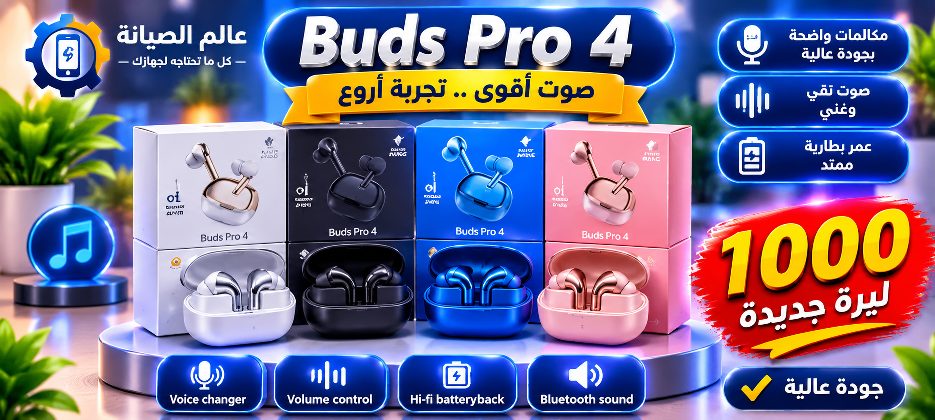 عالم الصيانة
كل ما تحتاجه لجهازك
Buds Pro 4
صوت أقوى .. تجربة أروع
مكالمات واضحة
بجودة عالية
صوت نقي
وغني
عمر بطارية
ممتد
Buds Pro 4
Buds Pro 4
Buds Pro 4
Buds Pro 4
1000
ليرة جديدة
Voice changer
Volume control
Hi-fi batteryback
Bluetooth sound
جودة عالية